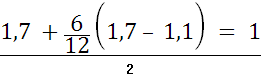 1,7 + 6/12 (1,7 – 1,1) = 1
2